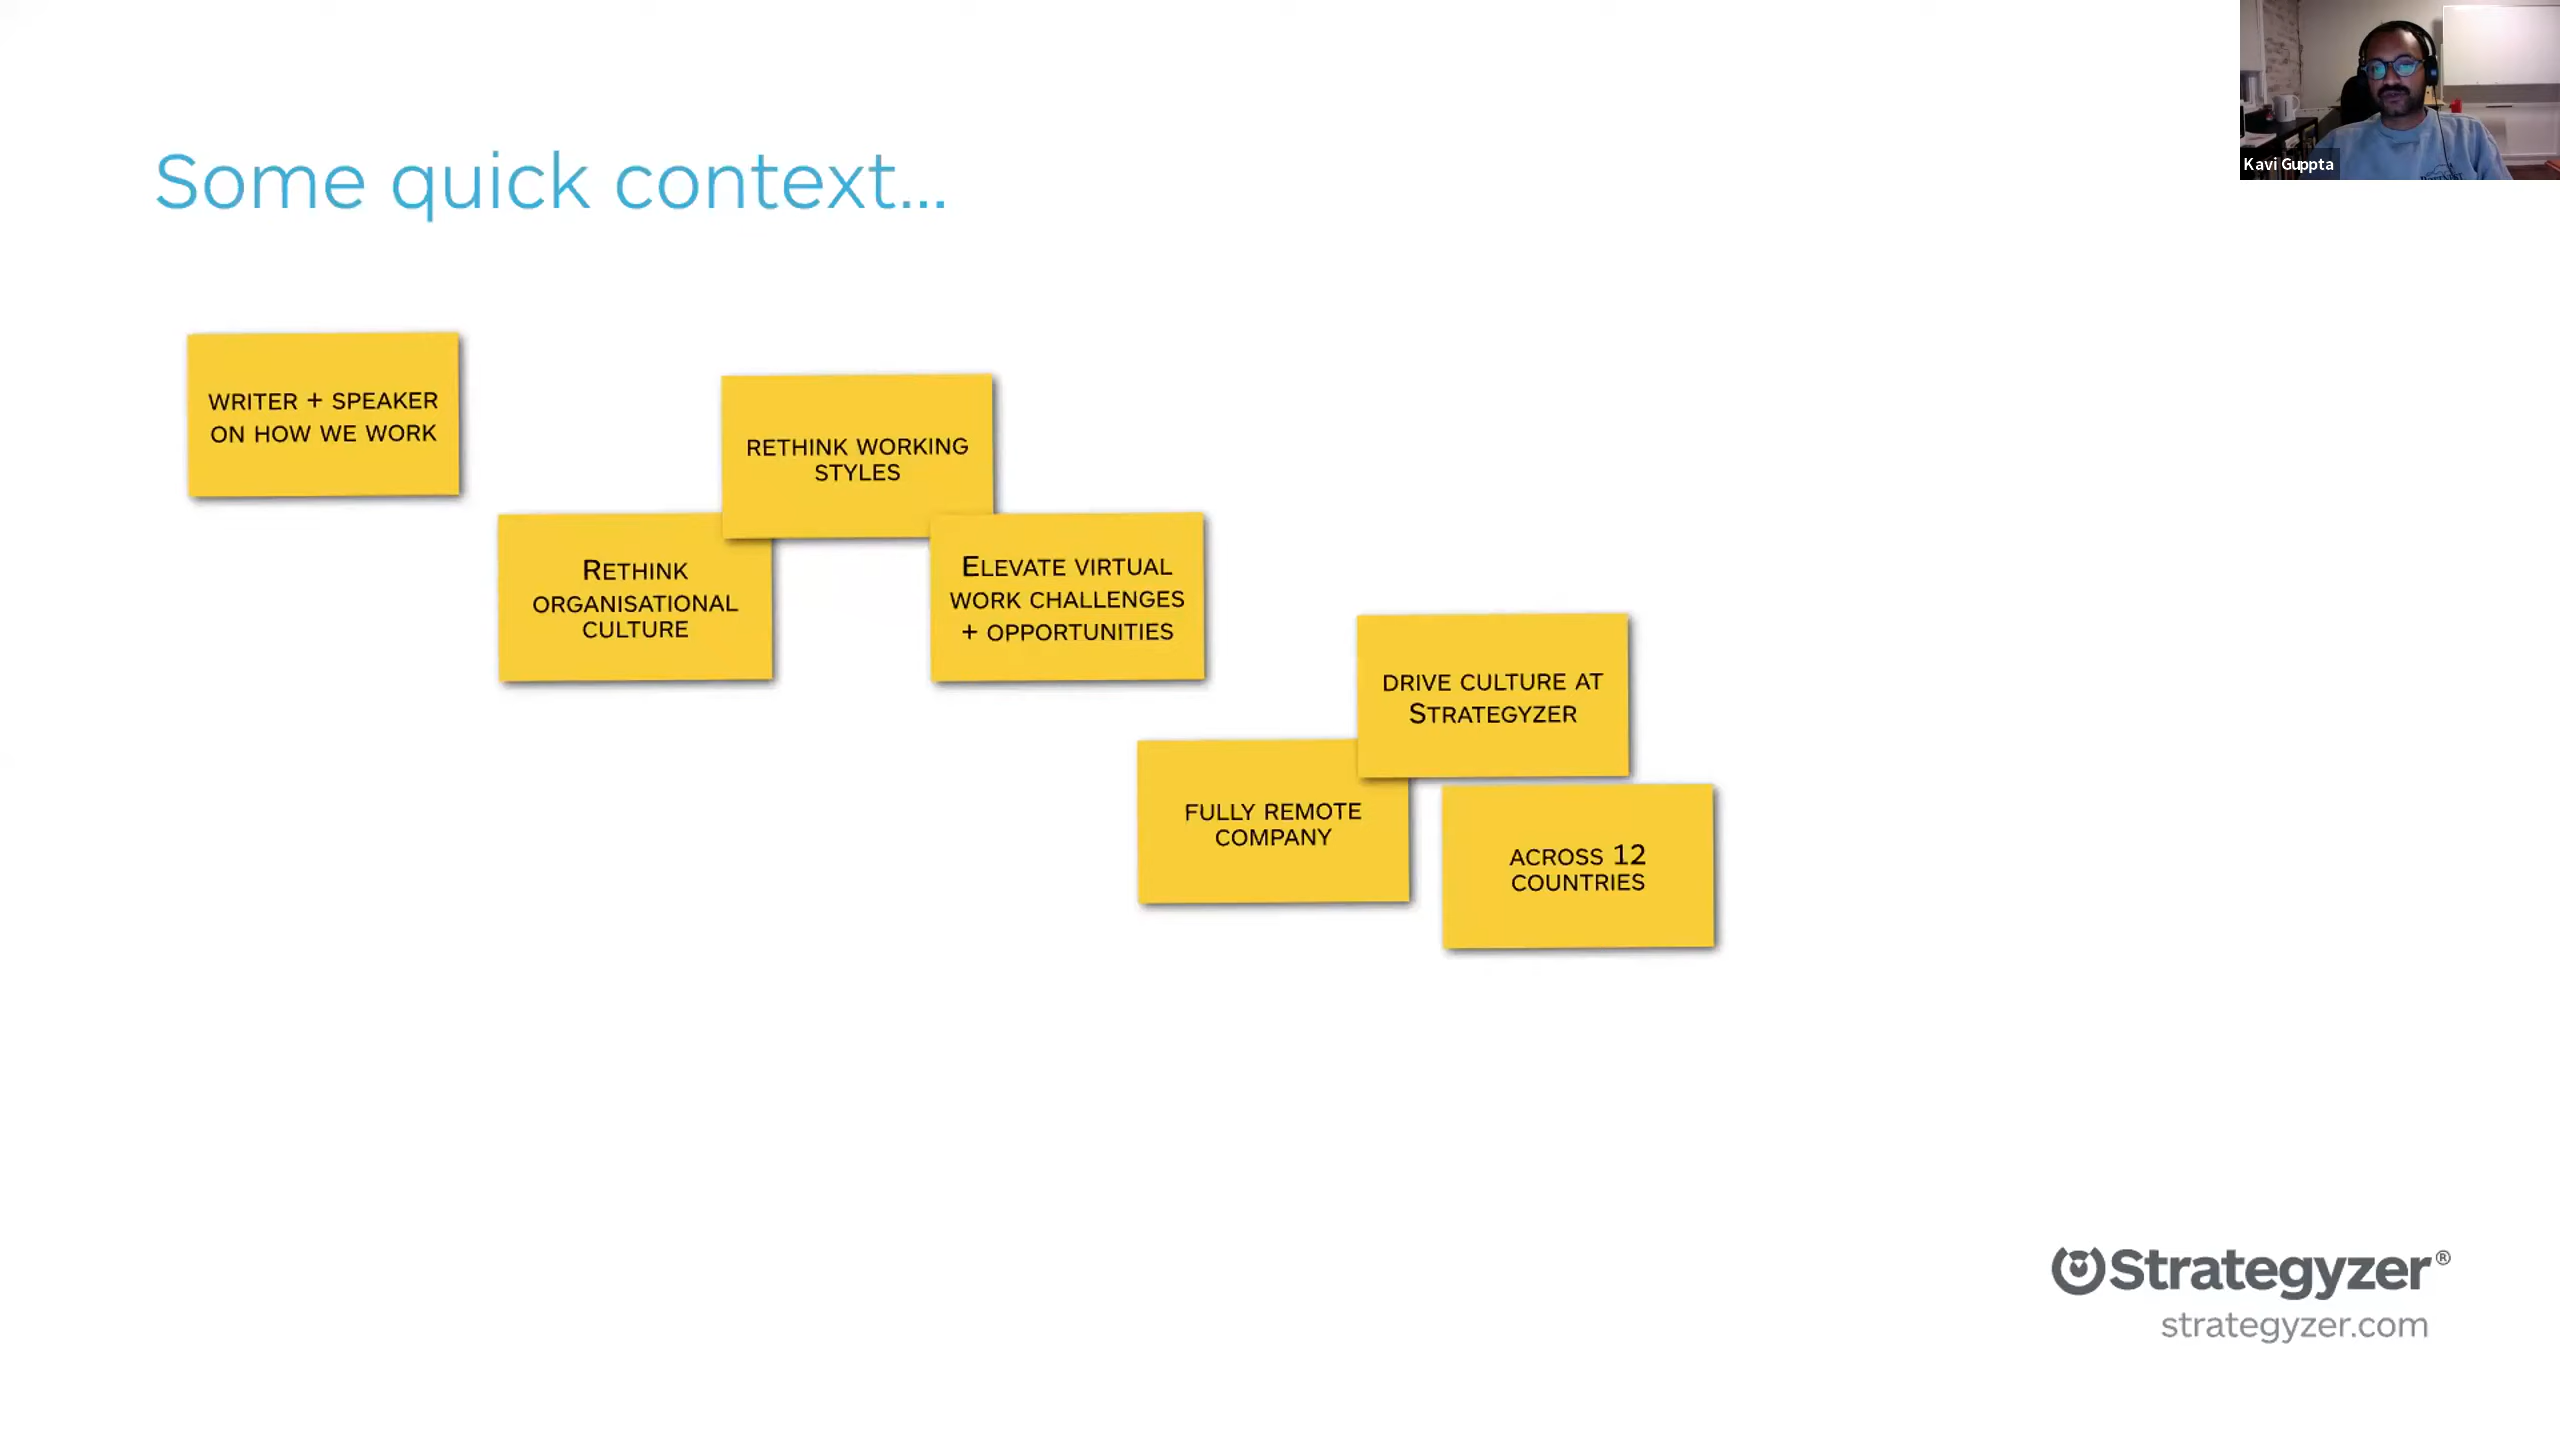 Some quick context...
Kavi Guppta
WRITER + SPEAKER
ON HOW WE WORK
RETHINK WORKING
STYLES
RETHINK
ORGANISATIONAL
CULTURE
ELEVATE VIRTUAL
WORK CHALLENGES
+ OPPORTUNITIES
DRIVE CULTURE AT
STRATEGYZER
FULLY REMOTE
COMPANY
ACROSS 12
COUNTRIES
Strategyzer®
strategyzer.com